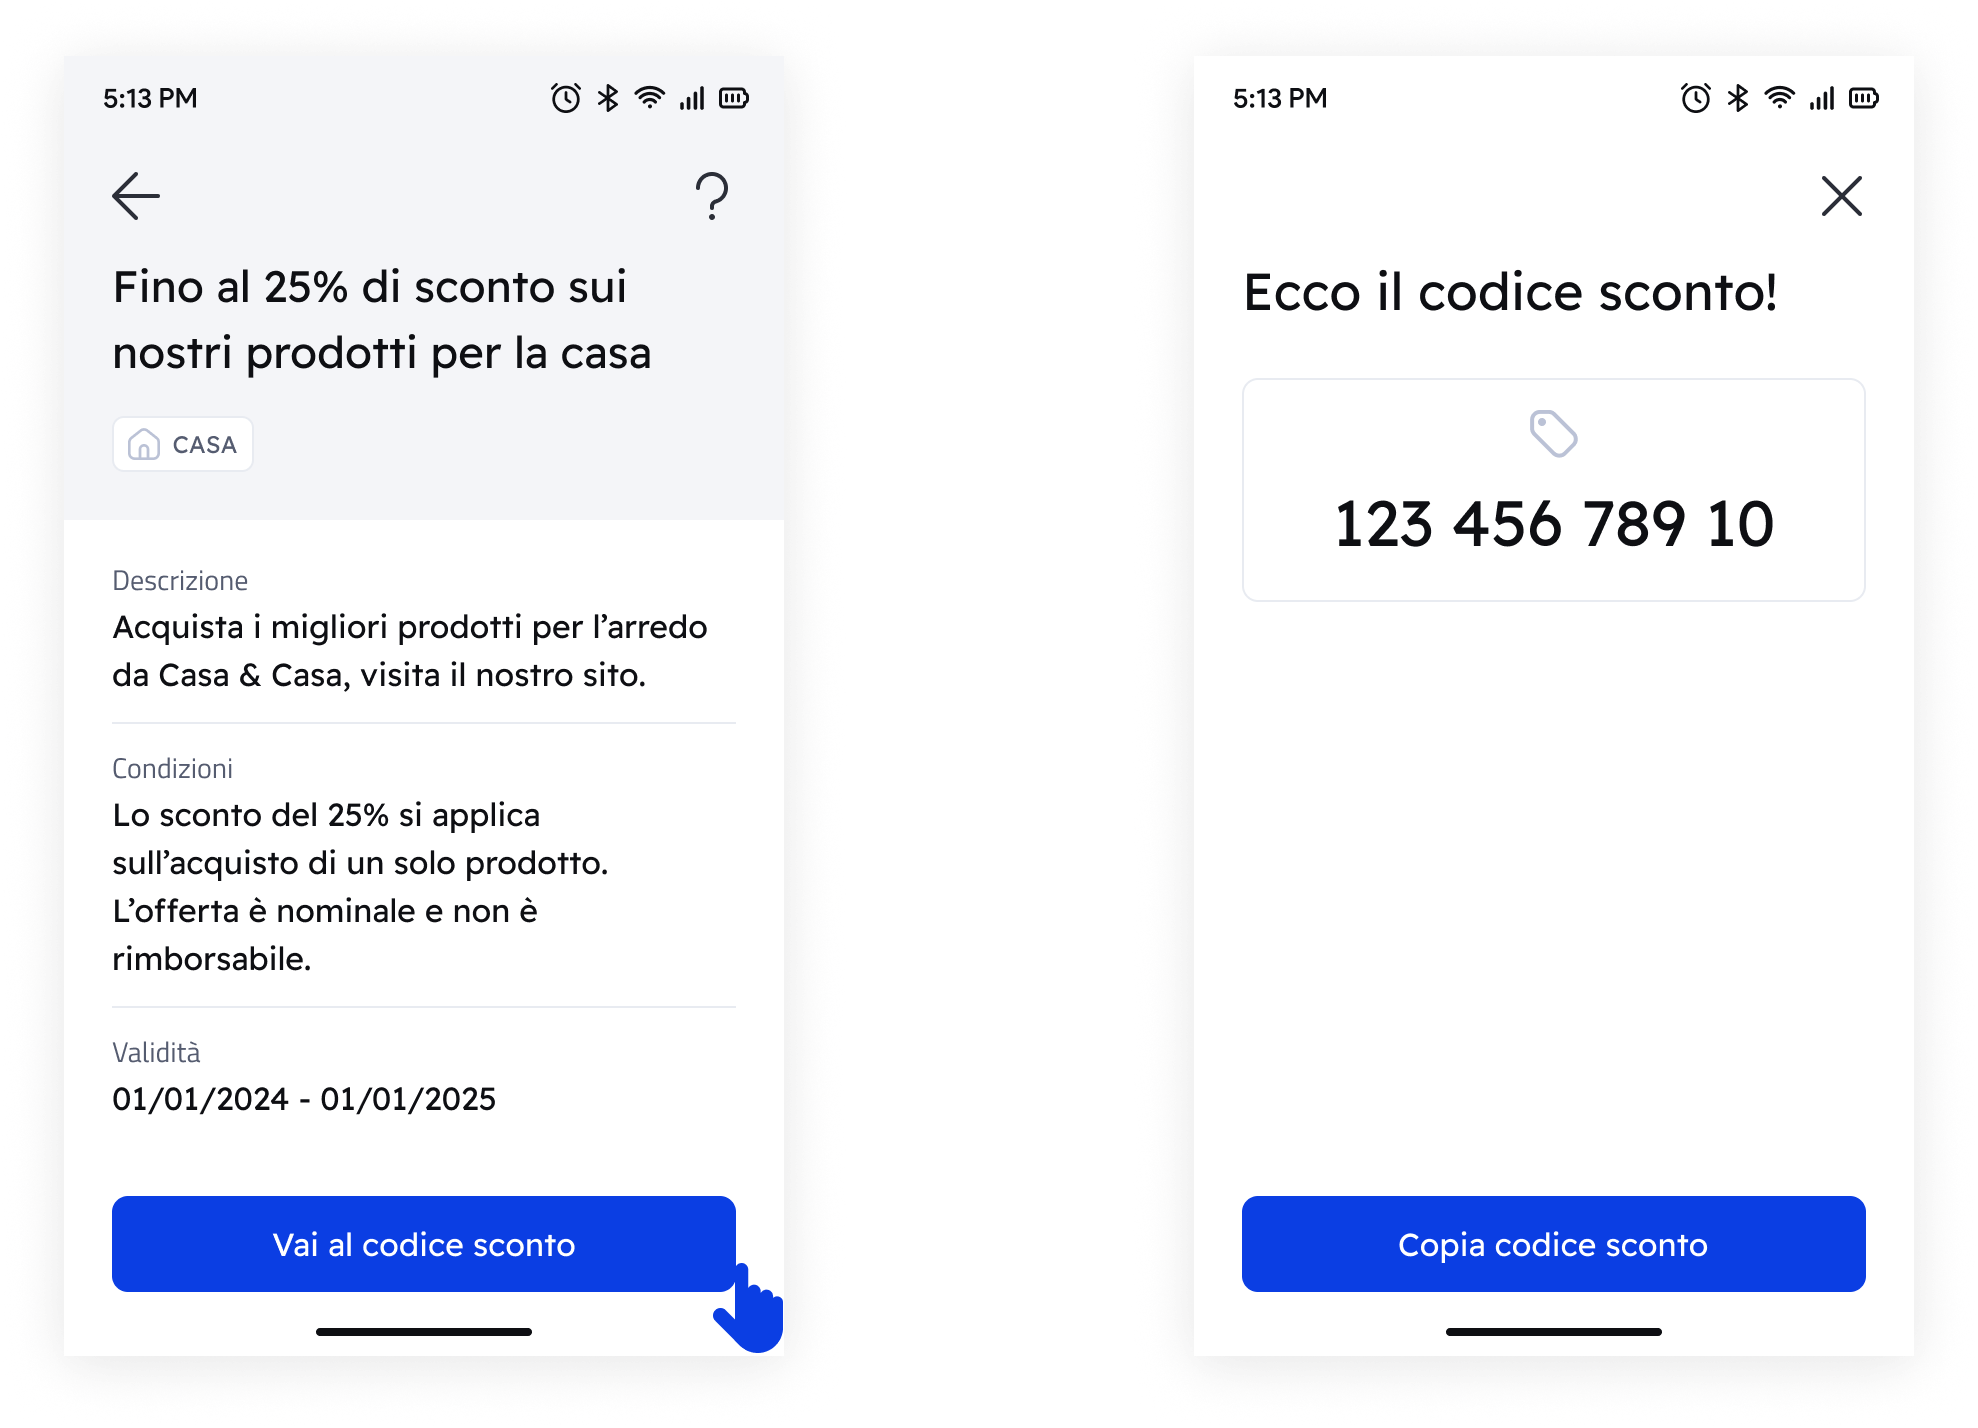 5:13 PM
Fino al 25% di sconto sui
nostri prodotti per la casa
CASA
Descrizione
Acquista i migliori prodotti per l’arredo
da Casa & Casa, visita il nostro sito.
Condizioni
Lo sconto del 25% si applica
sull’acquisto di un solo prodotto.
L’offerta è nominale e non è
rimborsabile.
Validità
01/01/2024 - 01/01/2025
Vai al codice sconto
5:13 PM
Ecco il codice sconto!
123 456 789 10
Copia codice sconto